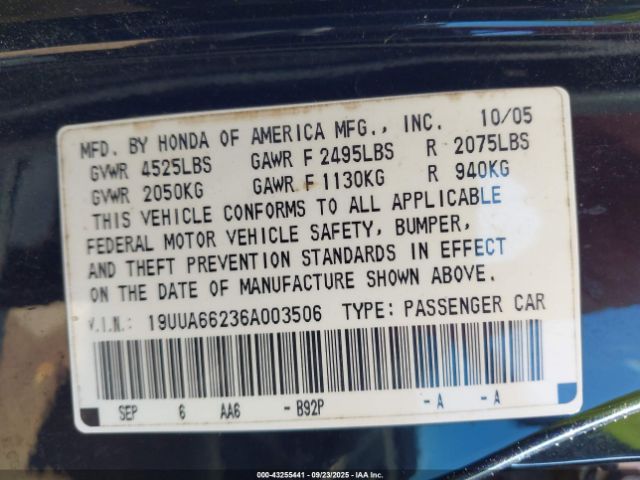 MFD. BY HONDA OF AMERICA MFG., INC. 10/05
GVWR 4525LBS GAWR F 2495LBS R 2075LBS
GVWR 2050KG GAWR F 1130KG R 940KG
THIS VEHICLE CONFORMS TO ALL APPLICABLE
FEDERAL MOTOR VEHICLE SAFETY, BUMPER,
AND THEFT PREVENTION STANDARDS IN EFFECT
ON THE DATE OF MANUFACTURE SHOWN ABOVE.
V.I.N.: 19UUA66236A003506 TYPE: PASSENGER CAR
SEP 6 AA6 - B92P - A - A
000-43255441 - 09/23/2025 - IAA Inc.